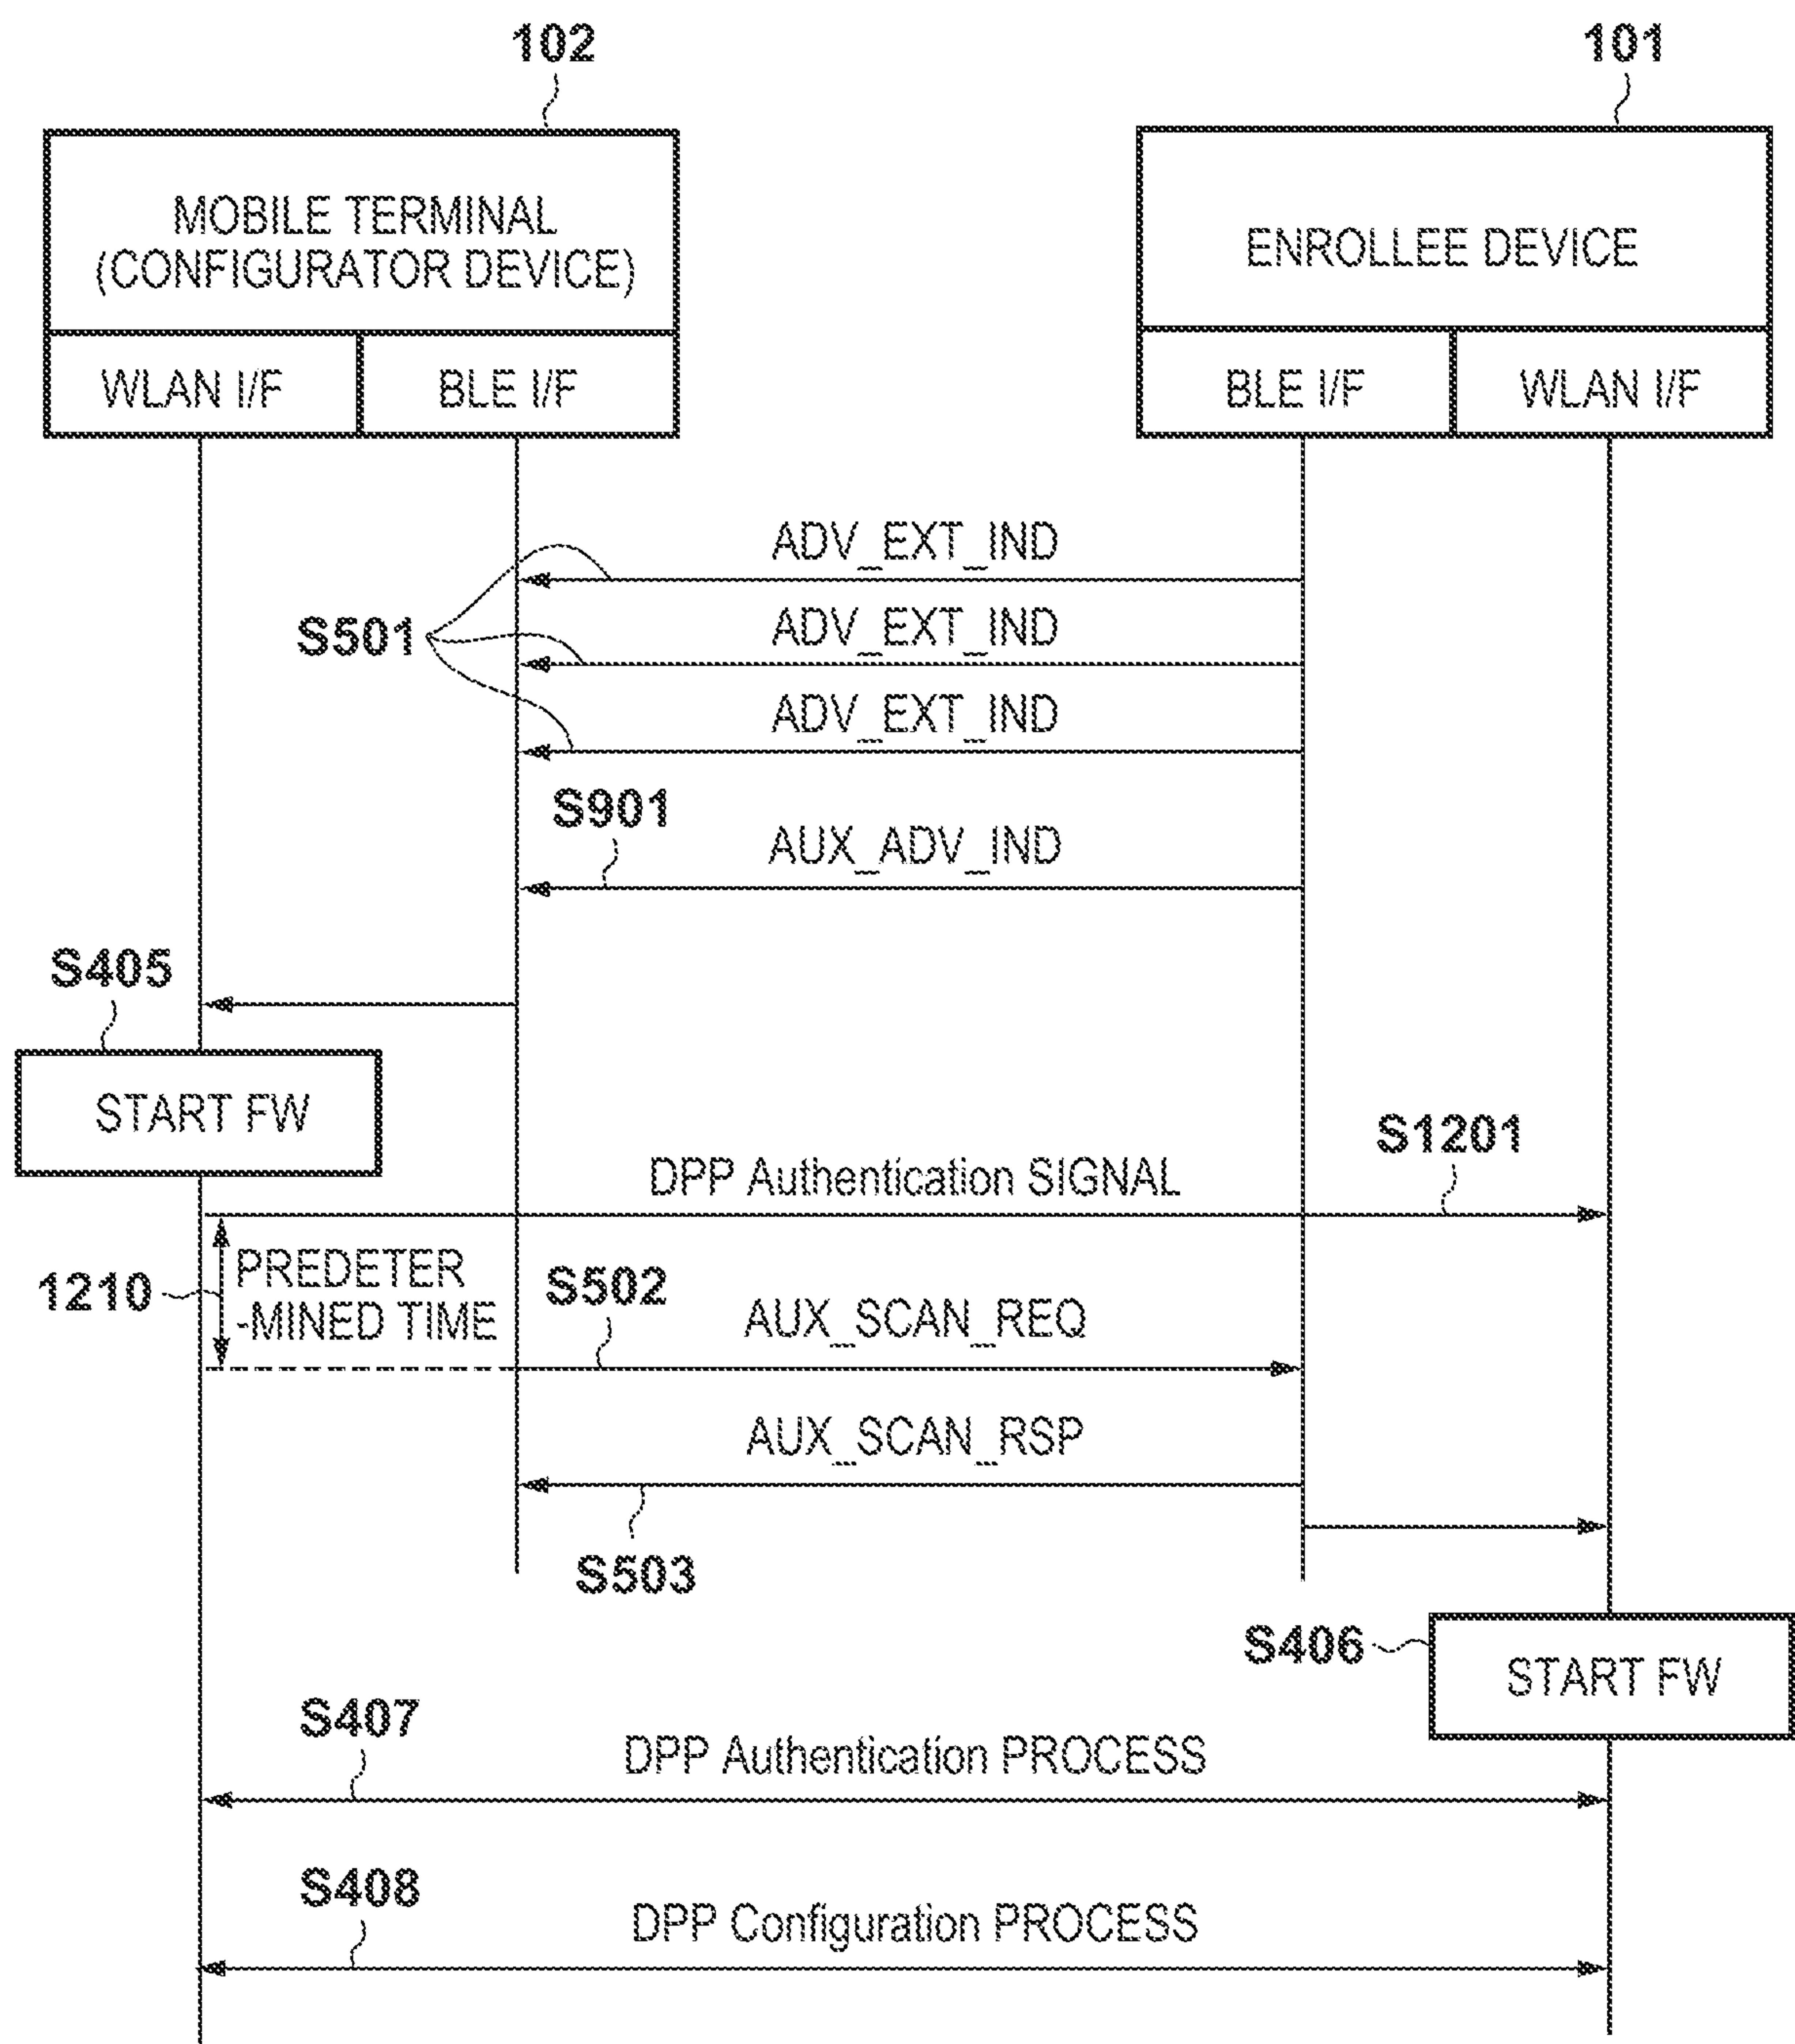 102
101
MOBILE TERMINAL
(CONFIGURATOR DEVICE)
ENROLLEE DEVICE
WLAN I/F
BLE I/F
BLE I/F
WLAN I/F
ADV_EXT_IND
S501
ADV_EXT_IND
ADV_EXT_IND
S901
AUX_ADV_IND
S405
START FW
S1201
DPP Authentication SIGNAL
1210
PREDETER
-MINED TIME
S502
AUX_SCAN_REQ
AUX_SCAN_RSP
S503
S406
START FW
S407
DPP Authentication PROCESS
S408
DPP Configuration PROCESS